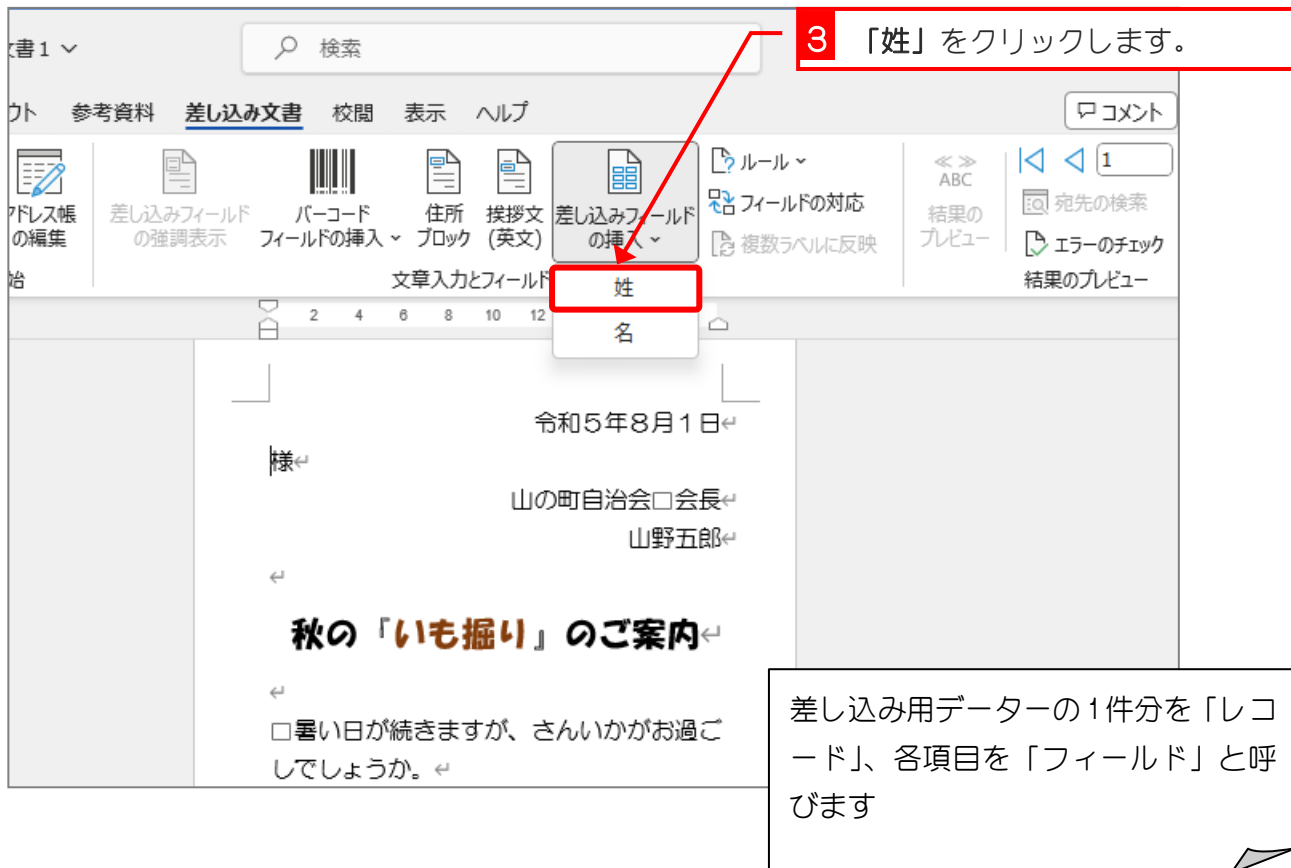 3 「姓」をクリックします。
文書1
検索
ウト 参考資料 差し込み文書 校閲 表示 ヘルプ コメント
アドレス帳
の編集
差し込みフィールド
の強調表示
バーコード
フィールドの挿入
住所
ブロック
挨拶文
(英文)
差し込みフィールド
の挿入
ルール
フィールドの対応
複数ラベルに反映
ABC
結果の
プレビュー
1
宛先の検索
エラーのチェック
始 文章入力とフィールド 結果のプレビュー
姓
名
2 4 6 8 10 12
令和5年8月1日↵
様↵
山の町自治会□会長↵
山野五郎↵
↵
秋の『いも掘り』のご案内↵
↵
□暑い日が続きますが、さんいかがお過ご
しでしょうか。↵
差し込み用データーの1件分を「レコ
ード」、各項目を「フィールド」と呼
びます